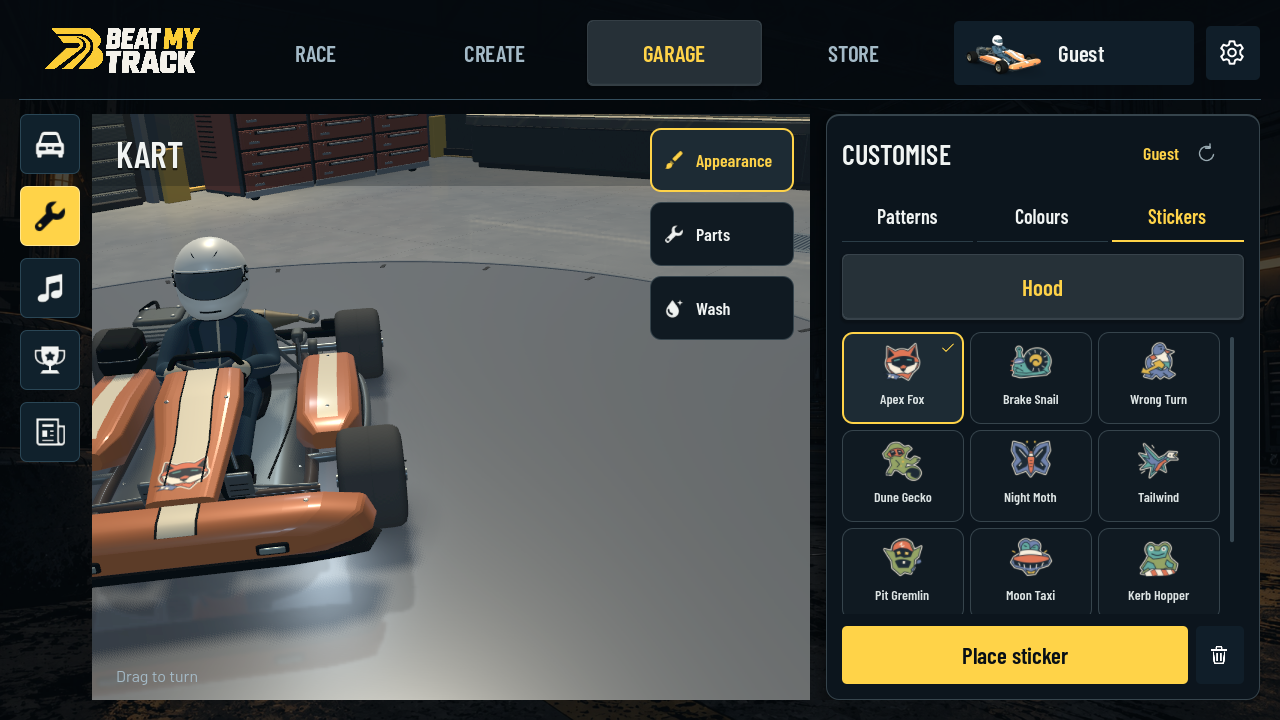 BEAT MY
TRACK
RACE
CREATE
GARAGE
STORE
Guest
KART
Appearance
Parts
Wash
Drag to turn
CUSTOMISE
Guest
Patterns
Colours
Stickers
Hood
Apex Fox
Brake Snail
Wrong Turn
Dune Gecko
Night Moth
Tailwind
Pit Gremlin
Moon Taxi
Kerb Hopper
Place sticker